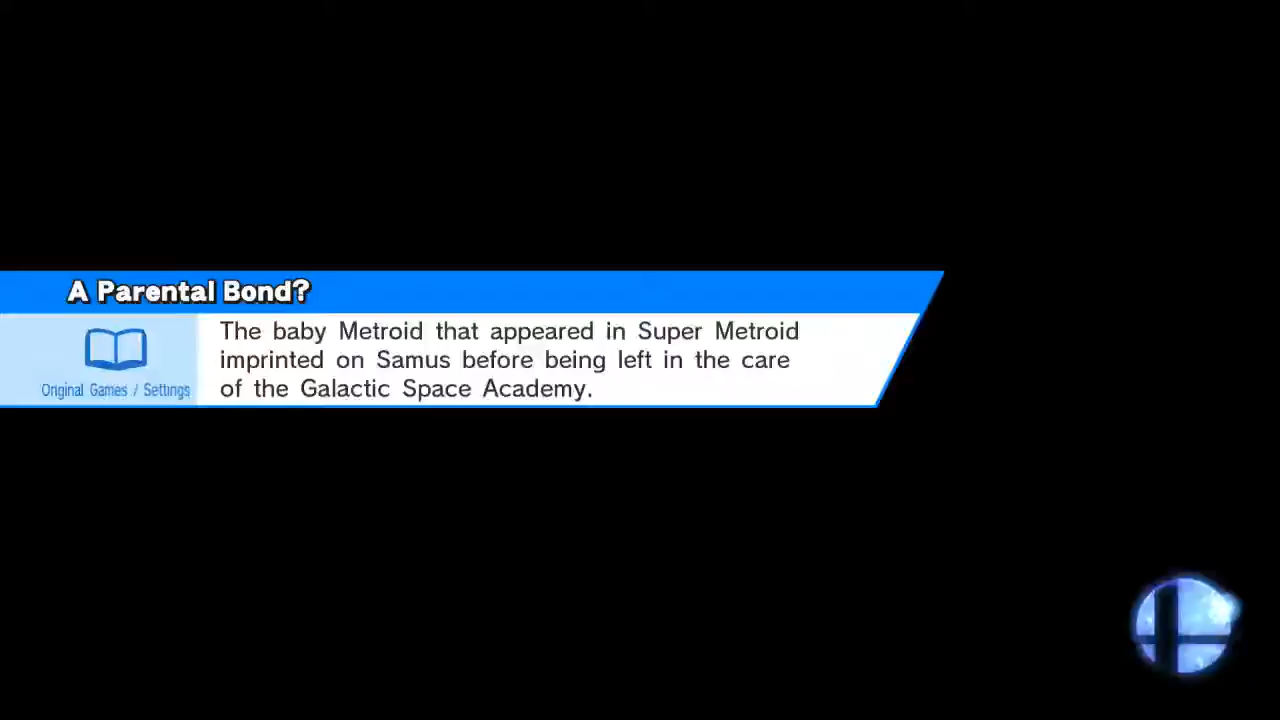 A Parental Bond?
The baby Metroid that appeared in Super Metroid
imprinted on Samus before being left in the care
of the Galactic Space Academy.
Original Games / Settings